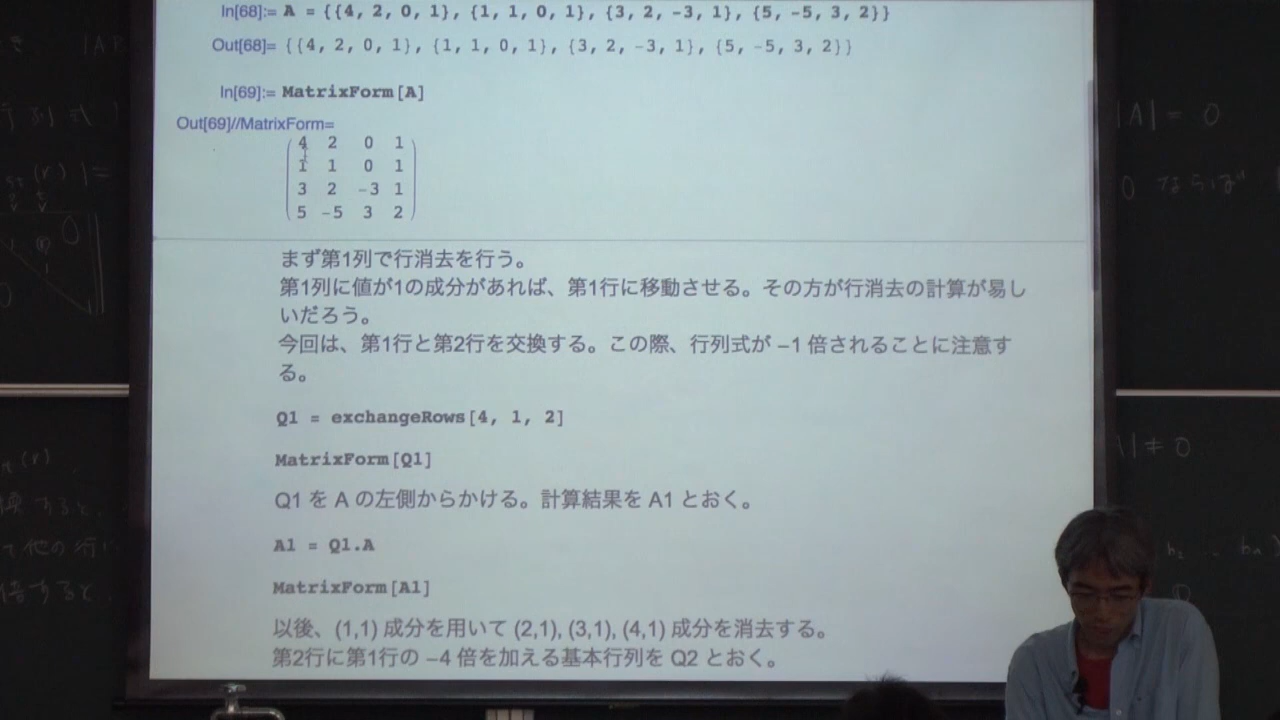 In[68]:= A = {{4, 2, 0, 1}, {1, 1, 0, 1}, {3, 2, -3, 1}, {5, -5, 3, 2}}
Out[68]= {{4, 2, 0, 1}, {1, 1, 0, 1}, {3, 2, -3, 1}, {5, -5, 3, 2}}
In[69]:= MatrixForm[A]
Out[69]//MatrixForm=
4 2 0 1
1 1 0 1
3 2 -3 1
5 -5 3 2
まず第1列で行消去を行う。
第1列に値が1の成分があれば、第1行に移動させる。その方が行消去の計算が易し
いだろう。
今回は、第1行と第2行を交換する。この際、行列式が -1 倍されることに注意す
る。
Q1 = exchangeRows[4, 1, 2]
MatrixForm[Q1]
Q1 を A の左側からかける。計算結果を A1 とおく。
A1 = Q1.A
MatrixForm[A1]
以後、(1,1) 成分を用いて (2,1), (3,1), (4,1) 成分を消去する。
第2行に第1行の -4 倍を加える基本行列を Q2 とおく。
|A| = 0
0 ならば
≠ 0